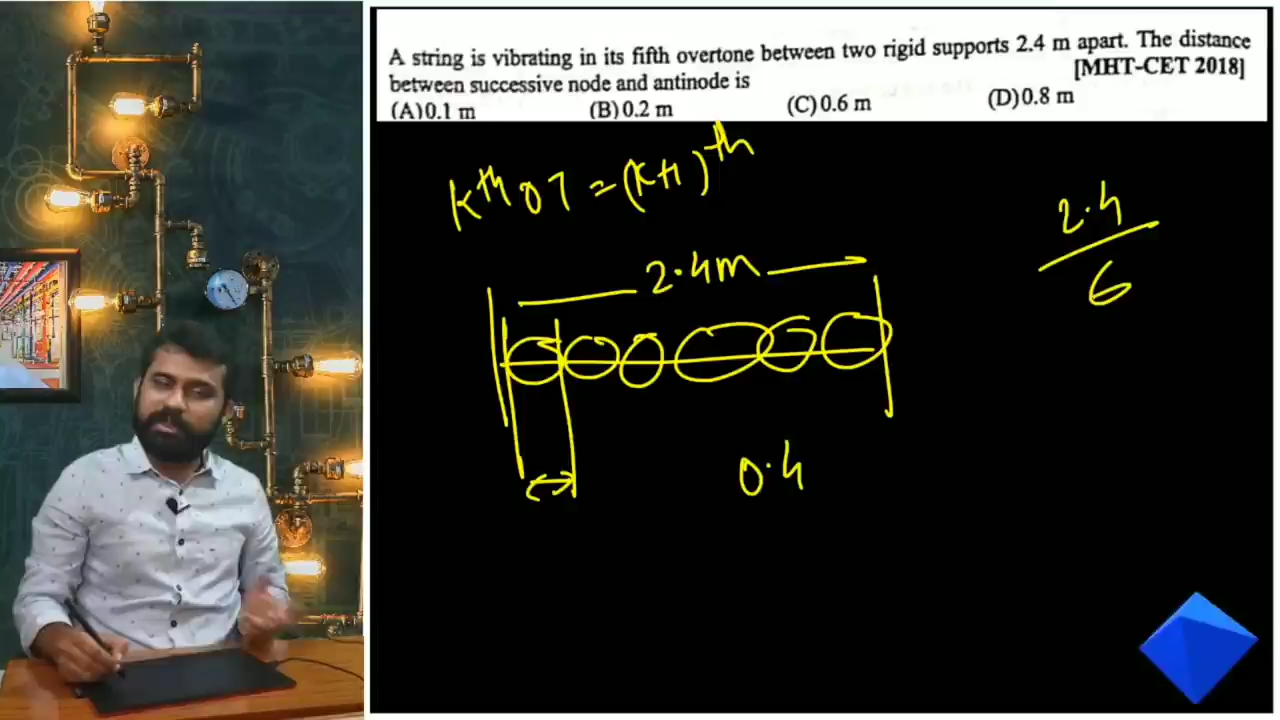 A string is vibrating in its fifth overtone between two rigid supports 2.4 m apart. The distance
between successive node and antinode is [MHT-CET 2018]
(A) 0.1 m (B) 0.2 m (C) 0.6 m (D) 0.8 m
Kth OT = (K+1)th
2.4
6
2.4m
0.4